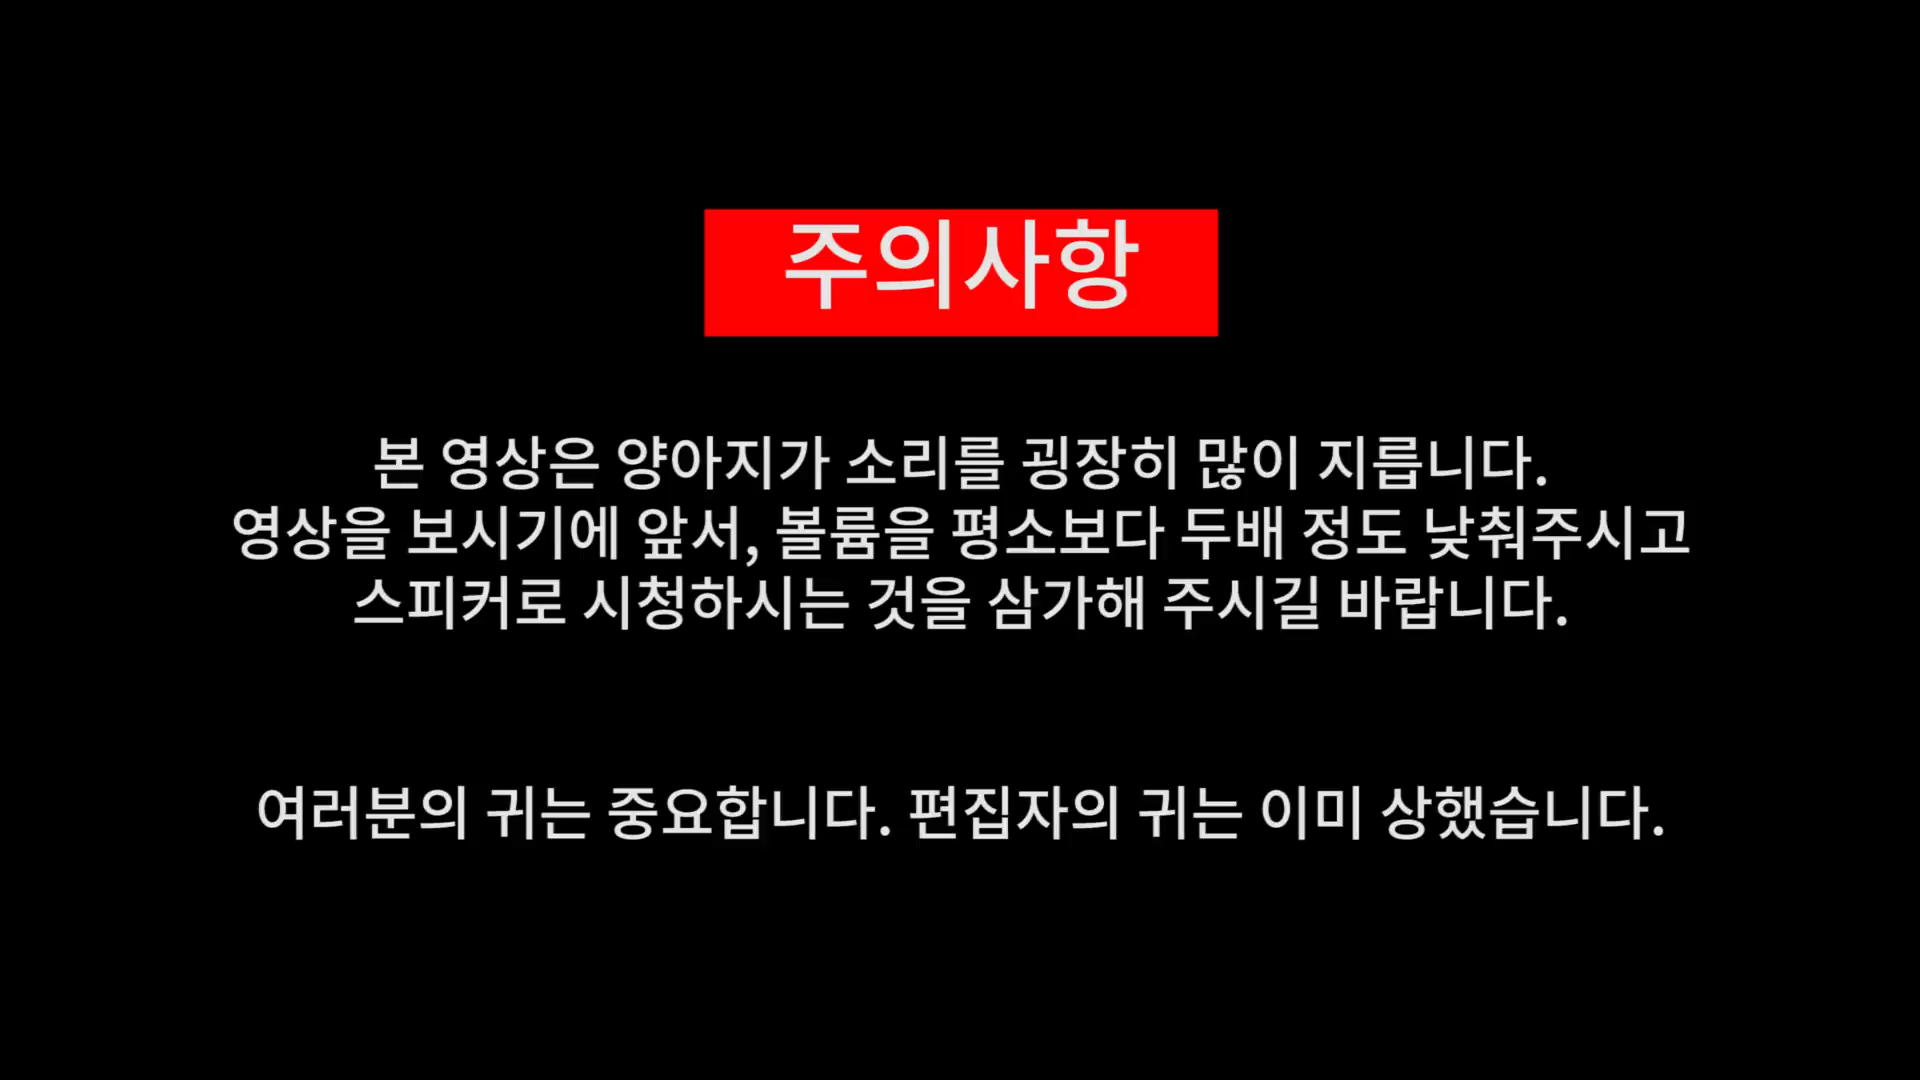 주의사항
본 영상은 양아지가 소리를 굉장히 많이 지릅니다.
영상을 보시기에 앞서, 볼륨을 평소보다 두배 정도 낮춰주시고
스피커로 시청하시는 것을 삼가해 주시길 바랍니다.
여러분의 귀는 중요합니다. 편집자의 귀는 이미 상했습니다.